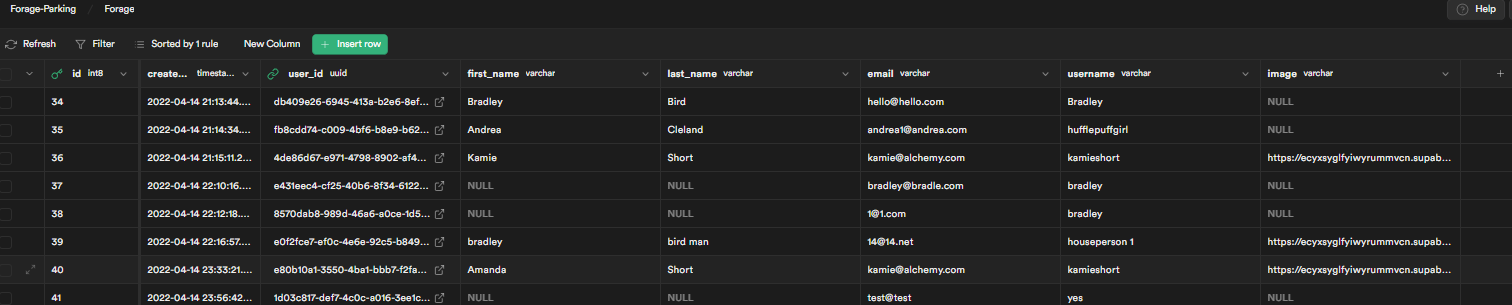 Forage-Parking / Forage Help
Refresh Filter Sorted by 1 rule New Column + Insert row
id int8 create... timesta... user_id uuid first_name varchar last_name varchar email varchar username varchar image varchar +
34 2022-04-14 21:13:44.... db409e26-6945-413a-b2e6-8ef... Bradley Bird hello@hello.com Bradley NULL
35 2022-04-14 21:14:34.... fb8cdd74-c009-4bf6-b8e9-b62... Andrea Cleland andrea1@andrea.com hufflepuffgirl NULL
36 2022-04-14 21:15:11.2... 4de86d67-e971-4798-8902-af4... Kamie Short kamie@alchemy.com kamieshort https://ecyxsyglfyiwyrummvcn.supab...
37 2022-04-14 22:10:16.... e431eec4-cf25-40b6-8f34-6122... NULL NULL bradley@bradle.com bradley NULL
38 2022-04-14 22:12:18.... 8570dab8-989d-46a6-a0ce-1d5... NULL NULL 1@1.com bradley NULL
39 2022-04-14 22:16:57.... e0f2fce7-ef0c-4e6e-92c5-b849... bradley bird man 14@14.net houseperson 1 https://ecyxsyglfyiwyrummvcn.supab...
40 2022-04-14 23:33:21.... e80b10a1-3550-4ba1-bbb7-f2fa... Amanda Short kamie@alchemy.com kamieshort https://ecyxsyglfyiwyrummvcn.supab...
41 2022-04-14 23:56:42... 1d03c817-def7-4c0c-a016-3ee1c... NULL NULL test@test yes NULL